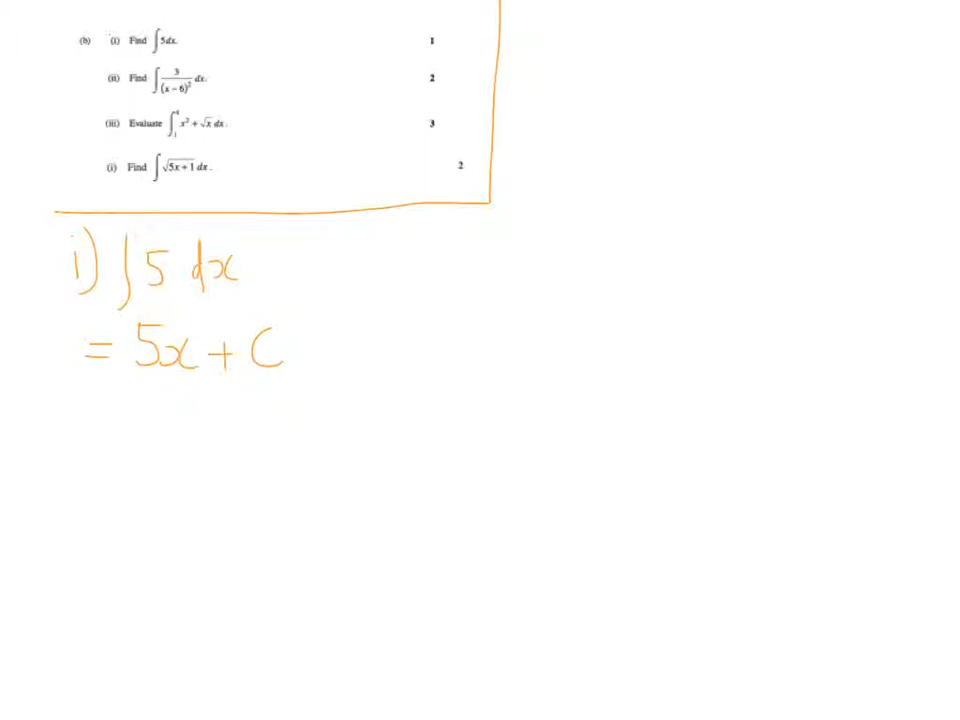 (b) (i) Find ∫5dx. 1
(ii) Find ∫ 3/(x − 6)² dx. 2
(iii) Evaluate ∫₁⁴ x² + √x dx. 3
(i) Find ∫ √(5x+1) dx. 2
i) ∫ 5 dx
= 5x + C